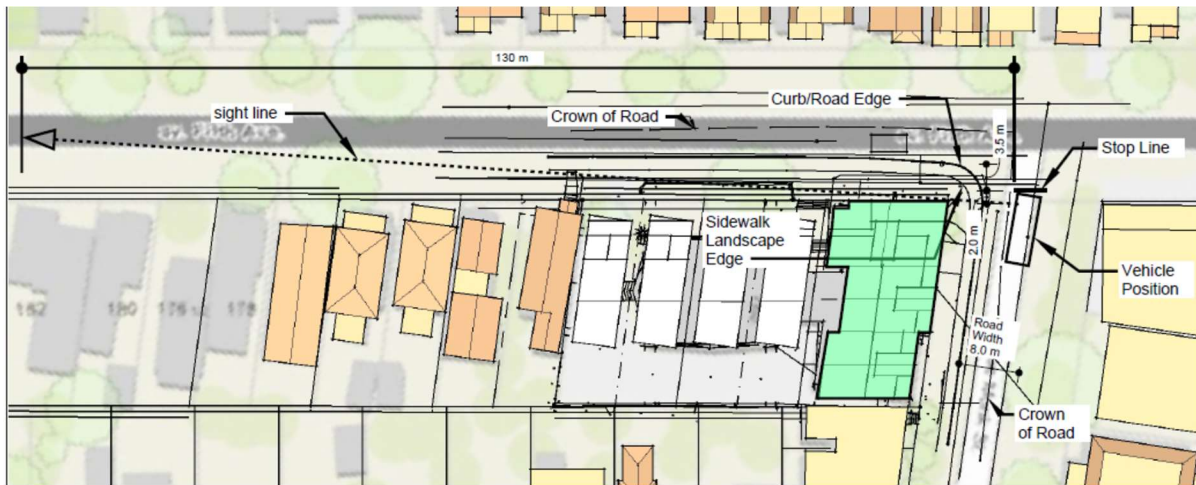 130 m
sight line
Curb/Road Edge
Crown of Road
3.5 m
Stop Line
Sidewalk
Landscape
Edge
2.0 m
Vehicle
Position
182
180
176
178
Road
Width
8.0 m
Crown
of Road